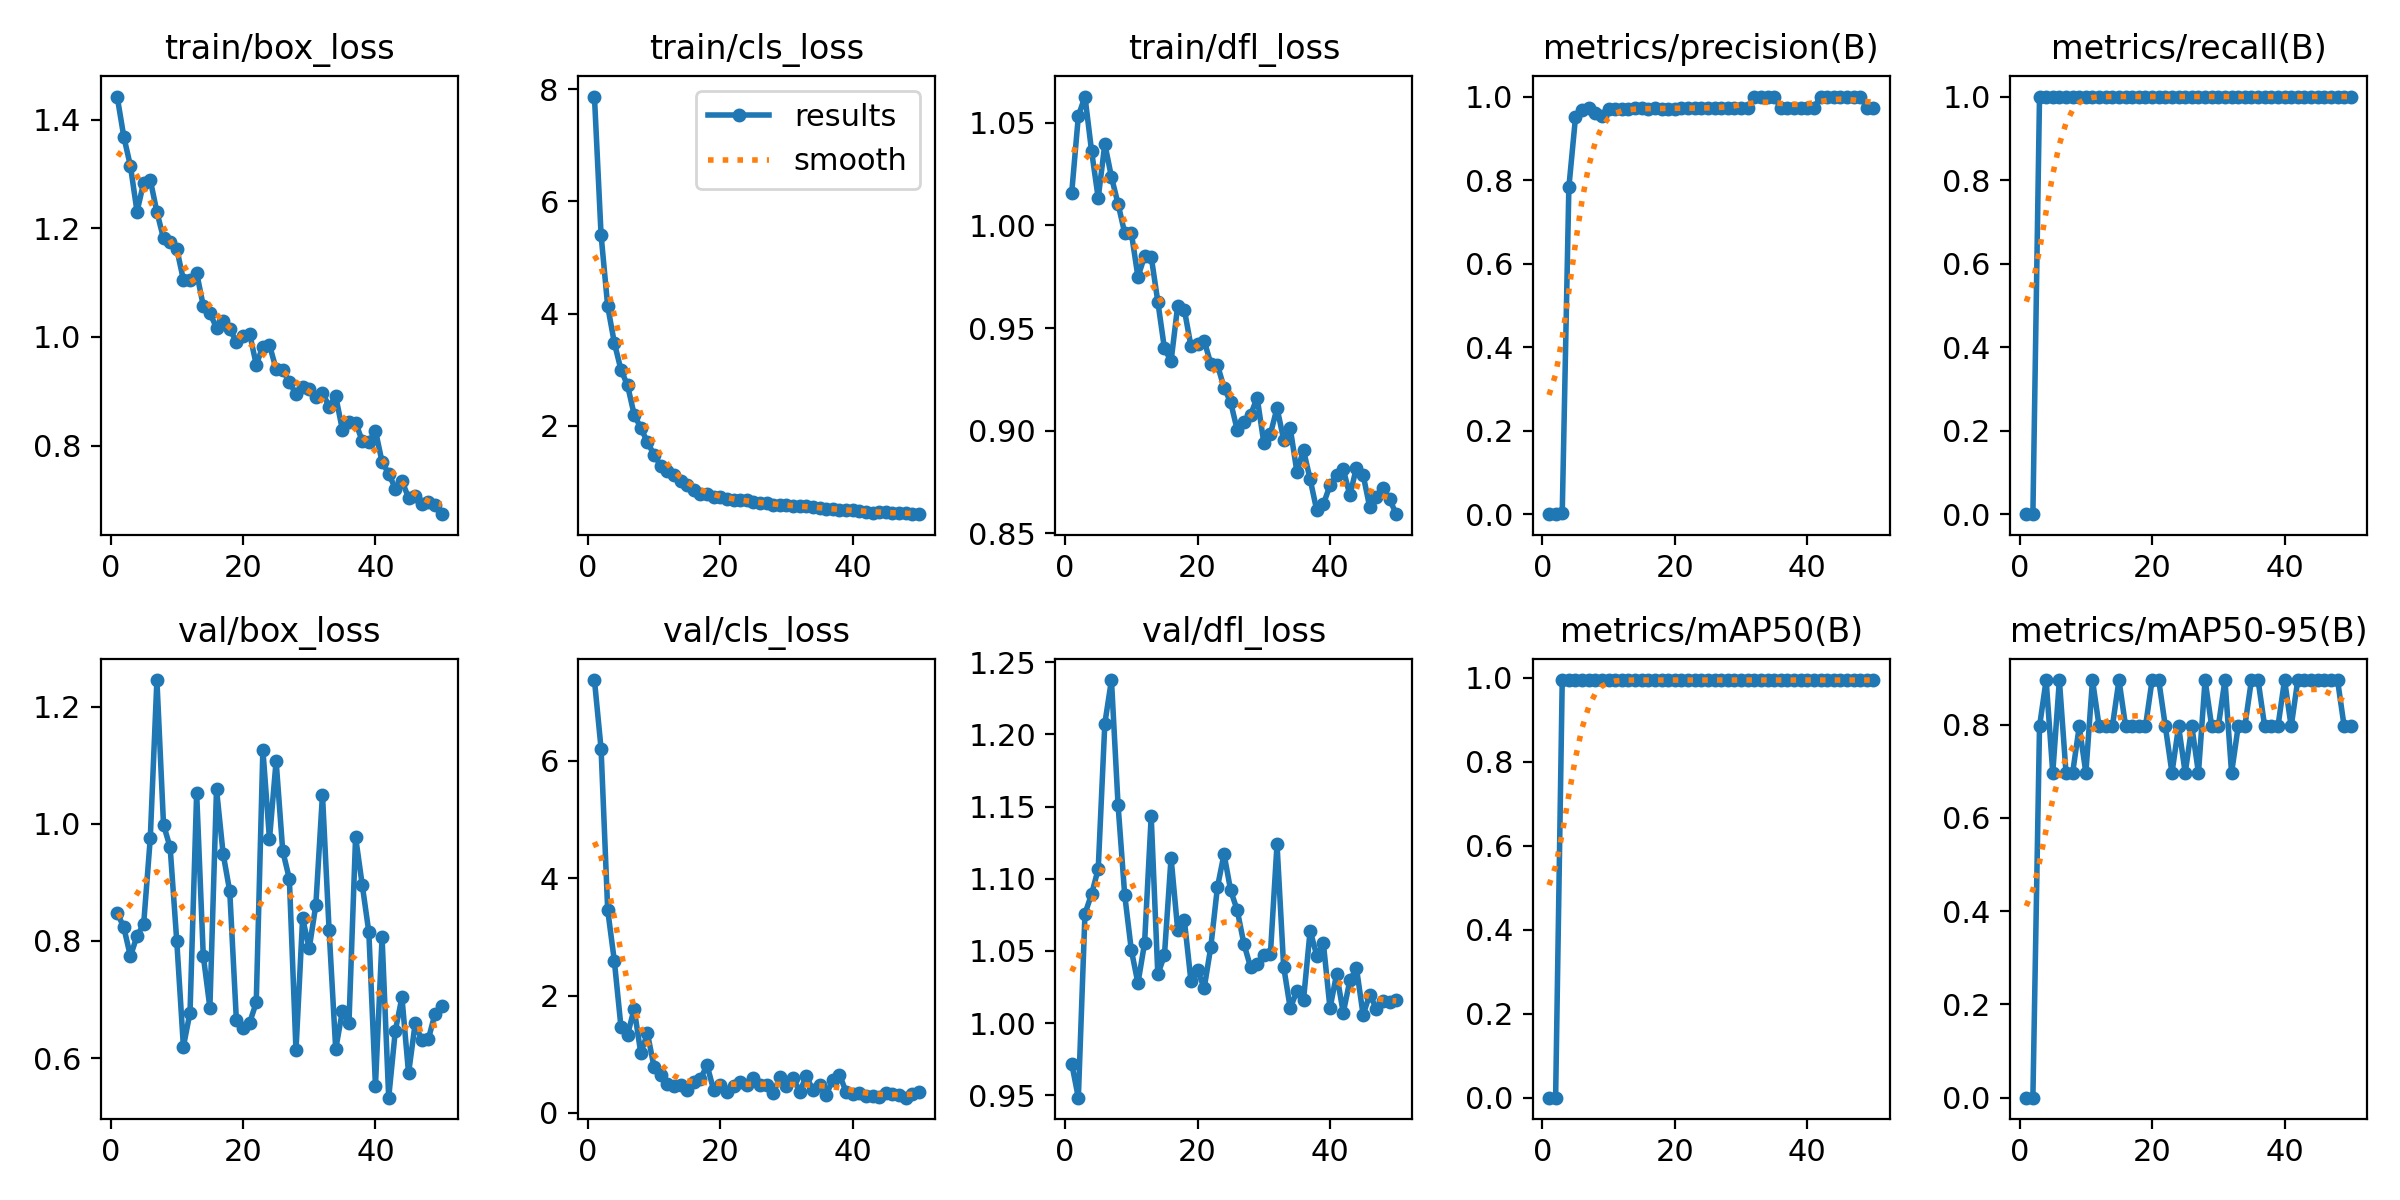 train/box_loss
1.4
1.2
1.0
0.8
0 20 40
train/cls_loss
results
smooth
8
6
4
2
0 20 40
train/dfl_loss
1.05
1.00
0.95
0.90
0.85
0 20 40
metrics/precision(B)
1.0
0.8
0.6
0.4
0.2
0.0
0 20 40
metrics/recall(B)
1.0
0.8
0.6
0.4
0.2
0.0
0 20 40
val/box_loss
1.2
1.0
0.8
0.6
0 20 40
val/cls_loss
6
4
2
0
0 20 40
val/dfl_loss
1.25
1.20
1.15
1.10
1.05
1.00
0.95
0 20 40
metrics/mAP50(B)
1.0
0.8
0.6
0.4
0.2
0.0
0 20 40
metrics/mAP50-95(B)
0.8
0.6
0.4
0.2
0.0
0 20 40